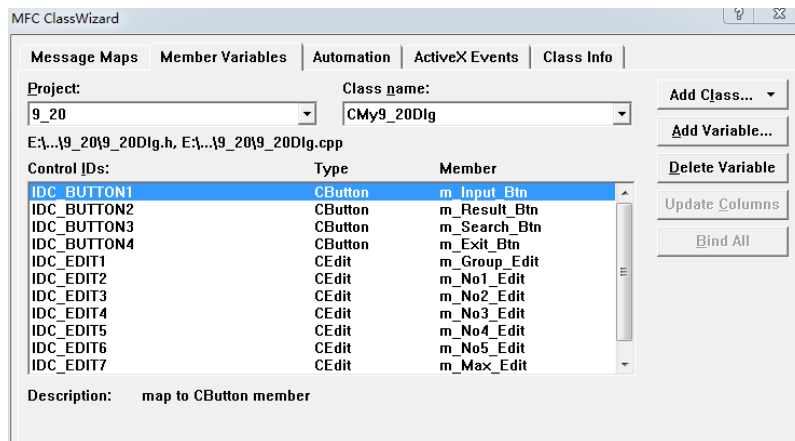 MFC ClassWizard
Message Maps Member Variables Automation ActiveX Events Class Info
Project: Class name:
9_20 CMy9_20Dlg
Add Class...
E:\...\9_20\9_20Dlg.h, E:\...\9_20\9_20Dlg.cpp
Add Variable...
Control IDs: Type Member
Delete Variable
IDC_BUTTON1 CButton m_Input_Btn
IDC_BUTTON2 CButton m_Result_Btn
Update Columns
IDC_BUTTON3 CButton m_Search_Btn
IDC_BUTTON4 CButton m_Exit_Btn
Bind All
IDC_EDIT1 CEdit m_Group_Edit
IDC_EDIT2 CEdit m_No1_Edit
IDC_EDIT3 CEdit m_No2_Edit
IDC_EDIT4 CEdit m_No3_Edit
IDC_EDIT5 CEdit m_No4_Edit
IDC_EDIT6 CEdit m_No5_Edit
IDC_EDIT7 CEdit m_Max_Edit
Description: map to CButton member